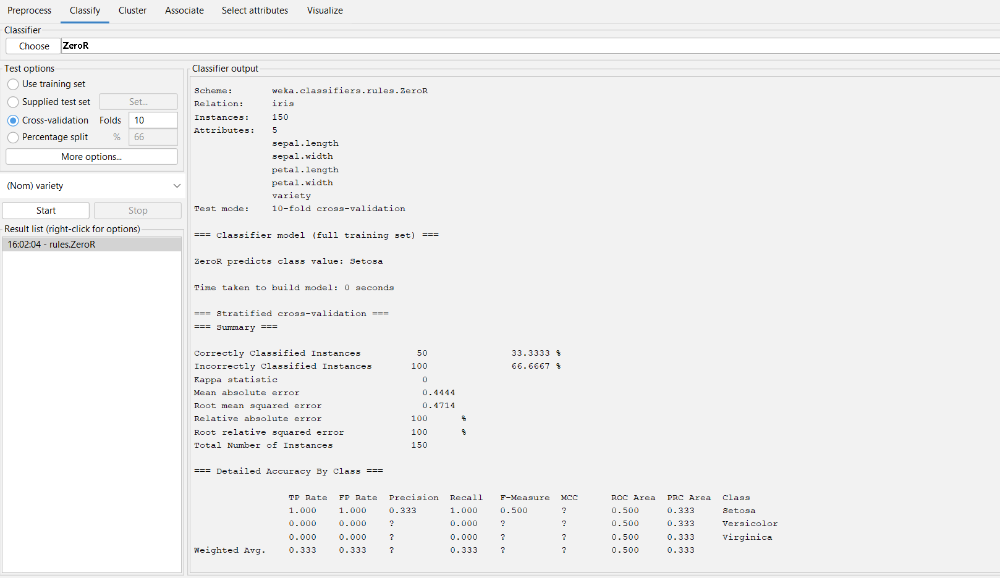 Preprocess Classify Cluster Associate Select attributes Visualize
Classifier
Choose ZeroR
Test options
Use training set
Supplied test set Set...
Cross-validation Folds 10
Percentage split % 66
More options...
(Nom) variety
Start Stop
Result list (right-click for options)
16:02:04 - rules.ZeroR
Classifier output
Scheme: weka.classifiers.rules.ZeroR
Relation: iris
Instances: 150
Attributes: 5
sepal.length
sepal.width
petal.length
petal.width
variety
Test mode: 10-fold cross-validation
=== Classifier model (full training set) ===
ZeroR predicts class value: Setosa
Time taken to build model: 0 seconds
=== Stratified cross-validation ===
=== Summary ===
Correctly Classified Instances 50 33.3333 %
Incorrectly Classified Instances 100 66.6667 %
Kappa statistic 0
Mean absolute error 0.4444
Root mean squared error 0.4714
Relative absolute error 100 %
Root relative squared error 100 %
Total Number of Instances 150
=== Detailed Accuracy By Class ===
TP Rate FP Rate Precision Recall F-Measure MCC ROC Area PRC Area Class
1.000 1.000 0.333 1.000 0.500 ? 0.500 0.333 Setosa
0.000 0.000 ? 0.000 ? ? 0.500 0.333 Versicolor
0.000 0.000 ? 0.000 ? ? 0.500 0.333 Virginica
Weighted Avg. 0.333 0.333 ? 0.333 ? ? 0.500 0.333